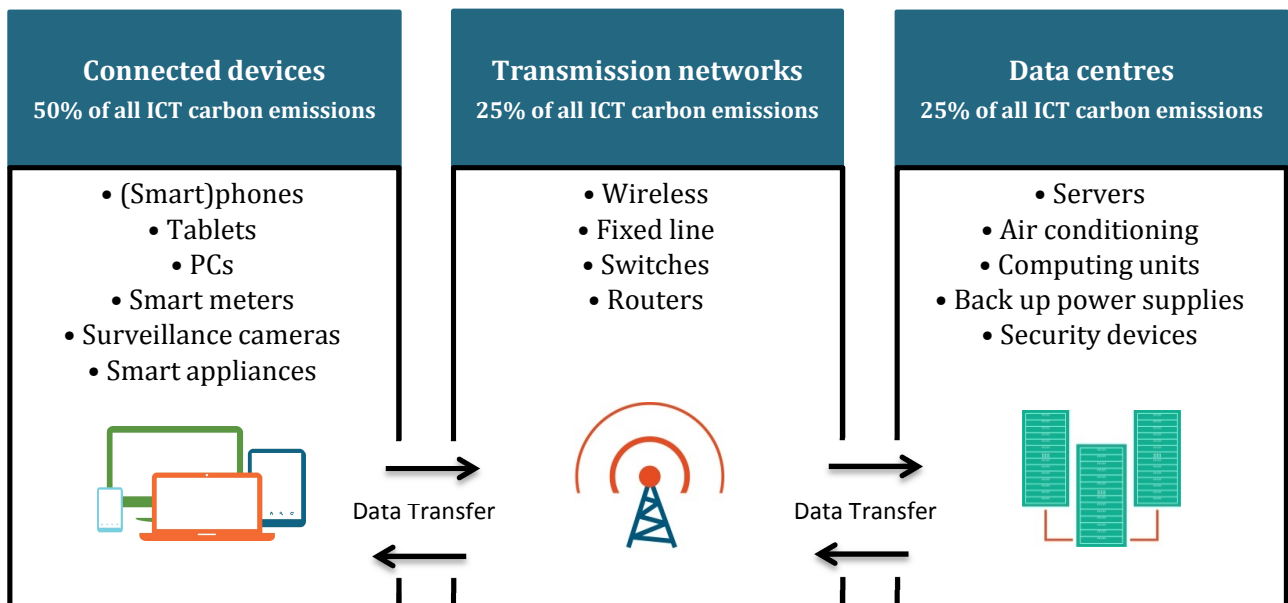 Connected devices
50% of all ICT carbon emissions
• (Smart)phones
• Tablets
• PCs
• Smart meters
• Surveillance cameras
• Smart appliances
Data Transfer
Transmission networks
25% of all ICT carbon emissions
• Wireless
• Fixed line
• Switches
• Routers
Data Transfer
Data centres
25% of all ICT carbon emissions
• Servers
• Air conditioning
• Computing units
• Back up power supplies
• Security devices